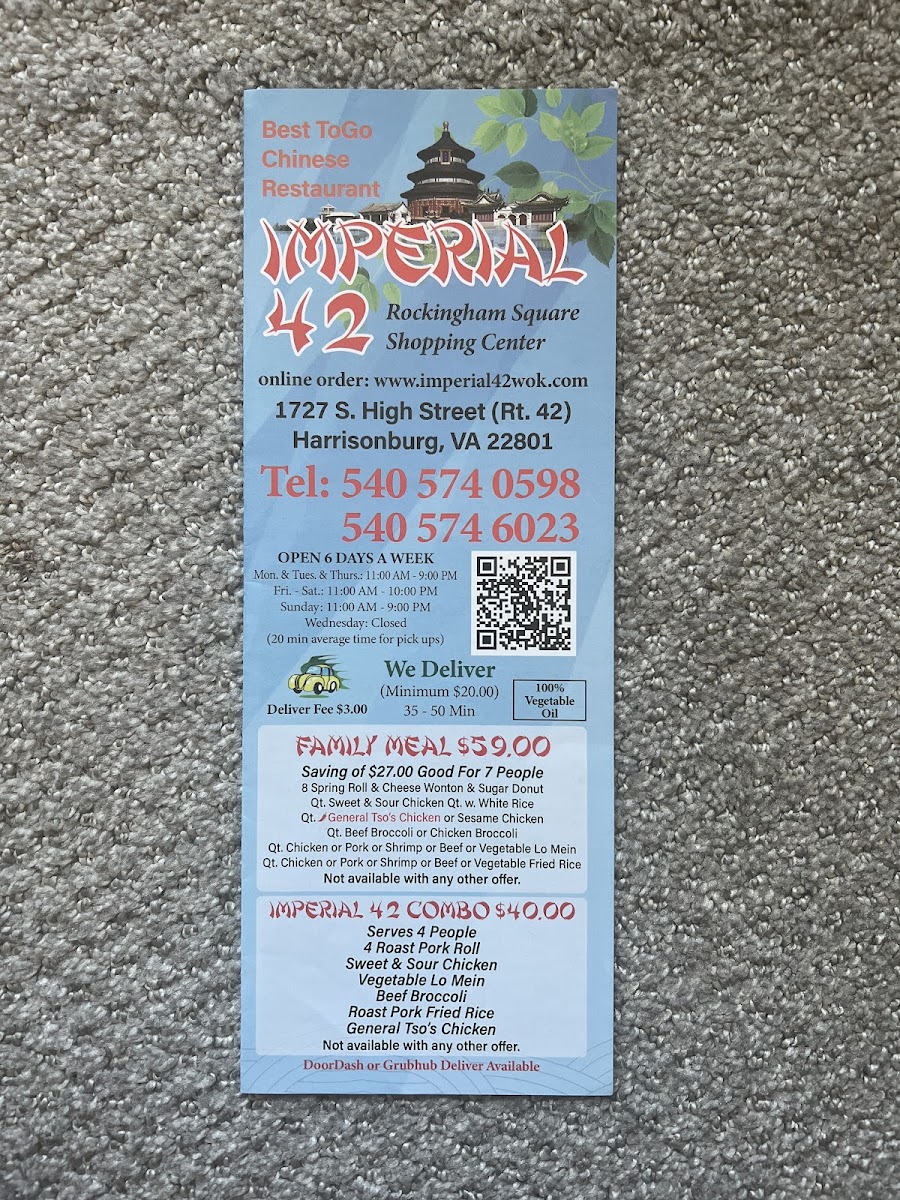 Best ToGo
Chinese
Restaurant
IMPERIAL
42
Rockingham Square
Shopping Center
online order: www.imperial42wok.com
1727 S. High Street (Rt. 42)
Harrisonburg, VA 22801
Tel: 540 574 0598
540 574 6023
OPEN 6 DAYS A WEEK
Mon. & Tues. & Thurs.: 11:00 AM - 9:00 PM
Fri. - Sat.: 11:00 AM - 10:00 PM
Sunday: 11:00 AM - 9:00 PM
Wednesday: Closed
(20 min average time for pick ups)
Deliver Fee $3.00
We Deliver
(Minimum $20.00)
35 - 50 Min
100%
Vegetable
Oil
FAMILY MEAL $59.00
Saving of $27.00 Good For 7 People
8 Spring Roll & Cheese Wonton & Sugar Donut
Qt. Sweet & Sour Chicken Qt. w. White Rice
Qt. General Tso's Chicken or Sesame Chicken
Qt. Beef Broccoli or Chicken Broccoli
Qt. Chicken or Pork or Shrimp or Beef or Vegetable Lo Mein
Qt. Chicken or Pork or Shrimp or Beef or Vegetable Fried Rice
Not available with any other offer.
IMPERIAL 42 COMBO $40.00
Serves 4 People
4 Roast Pork Roll
Sweet & Sour Chicken
Vegetable Lo Mein
Beef Broccoli
Roast Pork Fried Rice
General Tso's Chicken
Not available with any other offer.
DoorDash or Grubhub Deliver Available